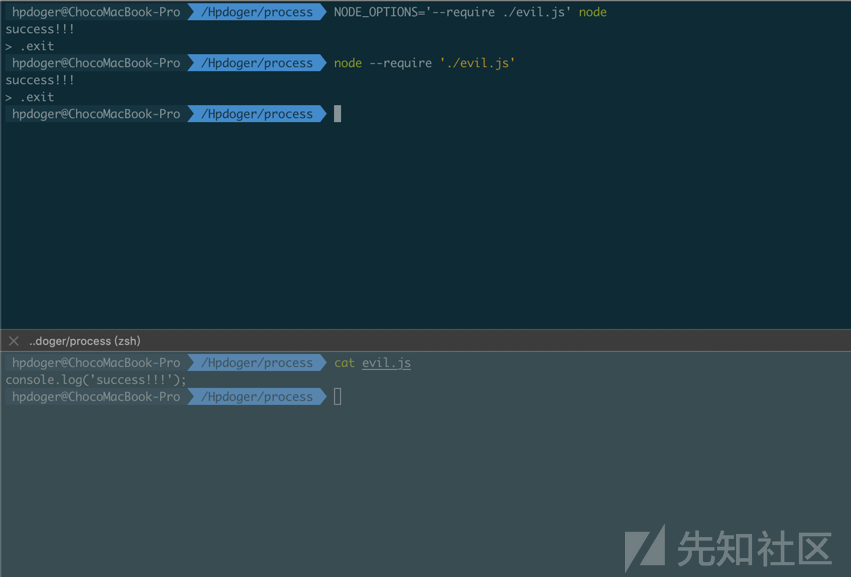 hpdoger@ChocoMacBook-Pro /Hpdoger/process NODE_OPTIONS='--require ./evil.js' node
success!!!
> .exit
hpdoger@ChocoMacBook-Pro /Hpdoger/process node --require './evil.js'
success!!!
> .exit
hpdoger@ChocoMacBook-Pro /Hpdoger/process
..doger/process (zsh)
hpdoger@ChocoMacBook-Pro /Hpdoger/process cat evil.js
console.log('success!!!');
hpdoger@ChocoMacBook-Pro /Hpdoger/process
先知社区